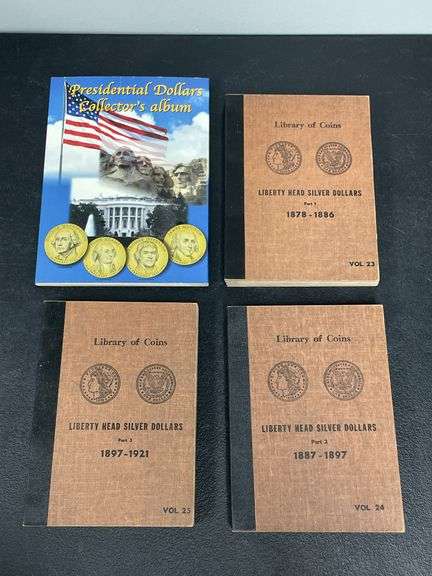 Presidential Dollars
Collector's album
Library of Coins
LIBERTY HEAD SILVER DOLLARS
Part 1
1878-1886
VOL 23
Library of Coins
LIBERTY HEAD SILVER DOLLARS
Part 3
1897-1921
VOL 25
Library of Coins
LIBERTY HEAD SILVER DOLLARS
Part 2
1887-1897
VOL 24